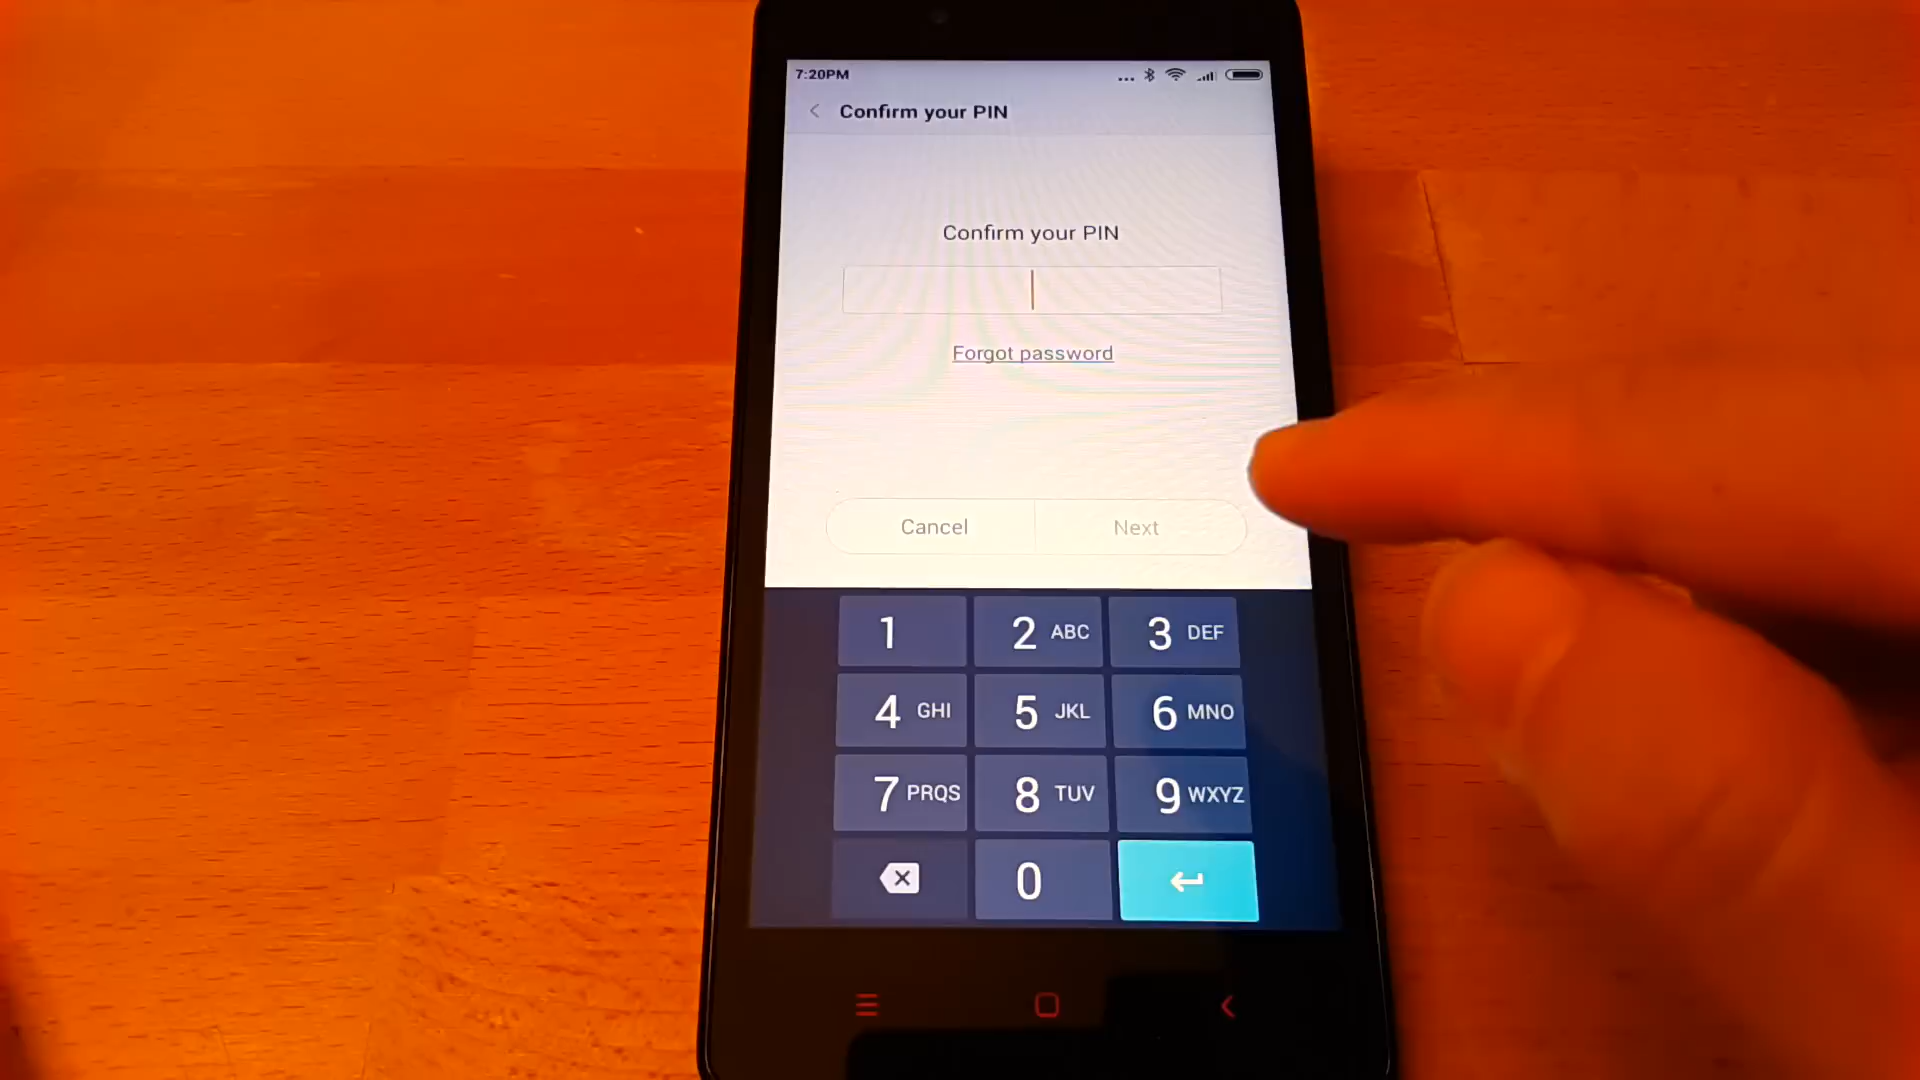 7:20PM
Confirm your PIN
Confirm your PIN
Forgot password
Cancel Next
1 2 ABC 3 DEF
4 GHI 5 JKL 6 MNO
7 PRQS 8 TUV 9 WXYZ
0